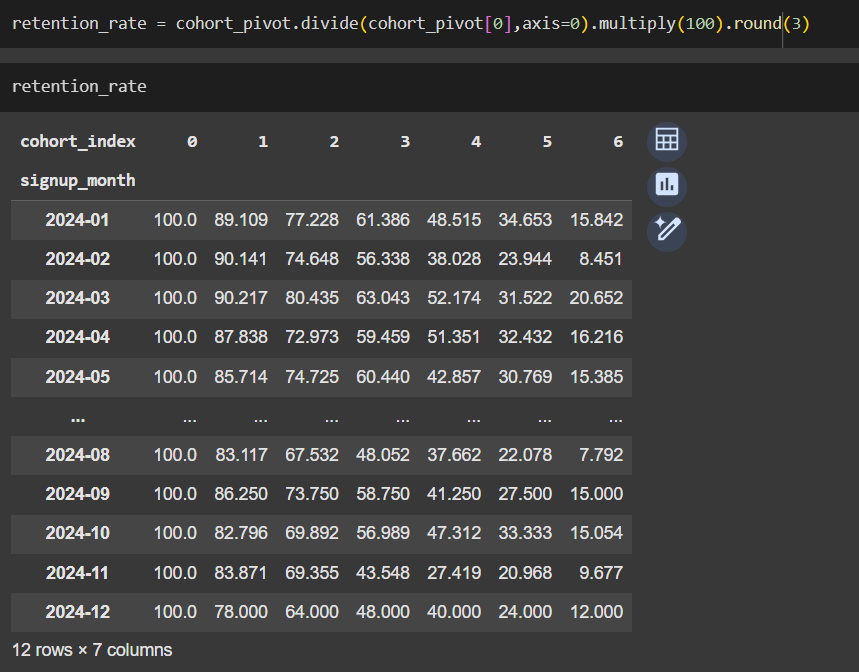 retention_rate = cohort_pivot.divide(cohort_pivot[0],axis=0).multiply(100).round(3)
retention_rate
cohort_index 0 1 2 3 4 5 6
signup_month
2024-01 100.0 89.109 77.228 61.386 48.515 34.653 15.842
2024-02 100.0 90.141 74.648 56.338 38.028 23.944 8.451
2024-03 100.0 90.217 80.435 63.043 52.174 31.522 20.652
2024-04 100.0 87.838 72.973 59.459 51.351 32.432 16.216
2024-05 100.0 85.714 74.725 60.440 42.857 30.769 15.385
... ... ... ... ... ... ... ...
2024-08 100.0 83.117 67.532 48.052 37.662 22.078 7.792
2024-09 100.0 86.250 73.750 58.750 41.250 27.500 15.000
2024-10 100.0 82.796 69.892 56.989 47.312 33.333 15.054
2024-11 100.0 83.871 69.355 43.548 27.419 20.968 9.677
2024-12 100.0 78.000 64.000 48.000 40.000 24.000 12.000
12 rows × 7 columns